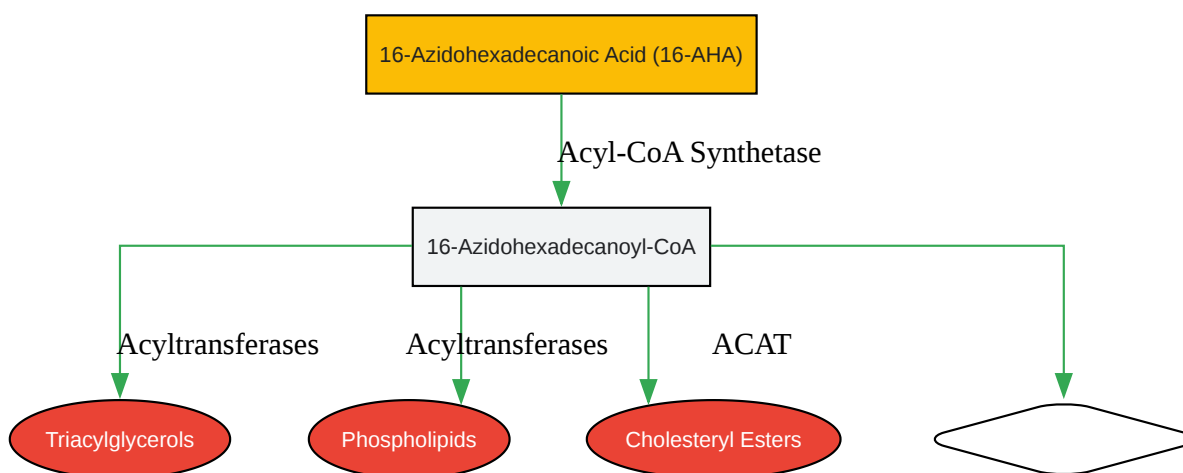 16-Azidohexadecanoic Acid (16-AHA)
Acyl-CoA Synthetase
16-Azidohexadecanoyl-CoA
Acyltransferases
Acyltransferases
ACAT
Triacylglycerols
Phospholipids
Cholesteryl Esters